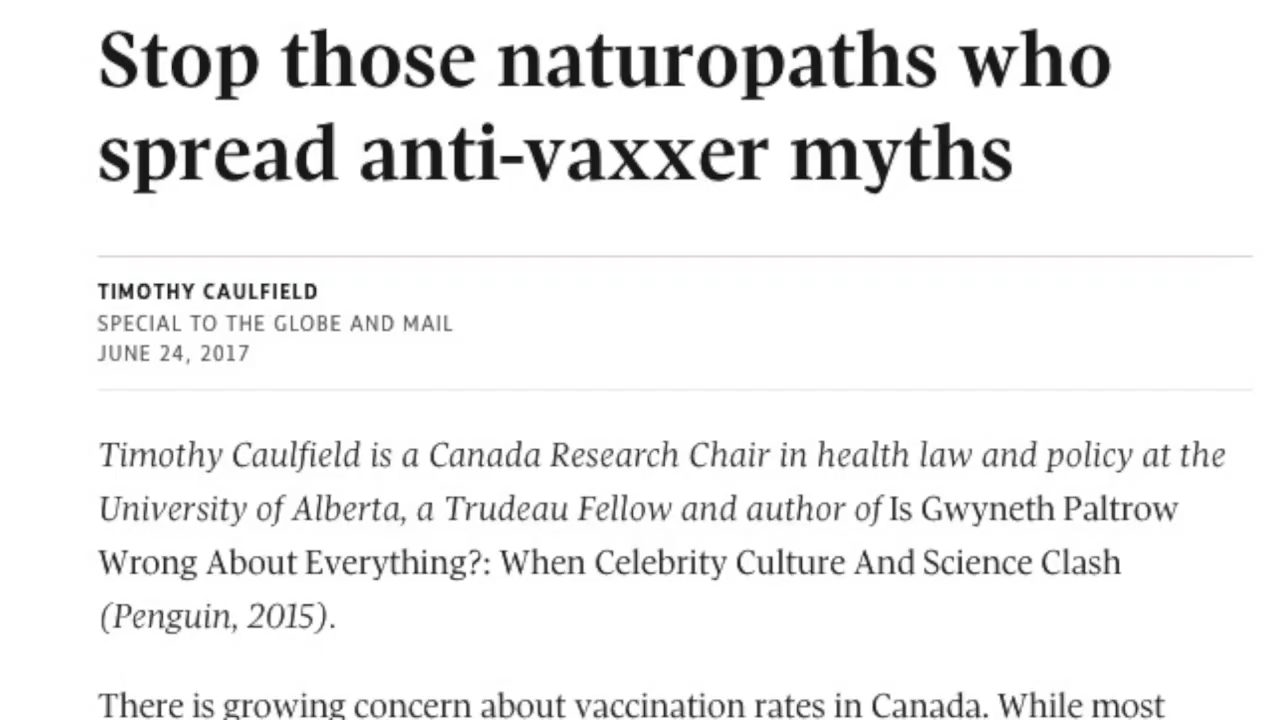 Stop those naturopaths who
spread anti-vaxxer myths
TIMOTHY CAULFIELD
SPECIAL TO THE GLOBE AND MAIL
JUNE 24, 2017
Timothy Caulfield is a Canada Research Chair in health law and policy at the
University of Alberta, a Trudeau Fellow and author of Is Gwyneth Paltrow
Wrong About Everything?: When Celebrity Culture And Science Clash
(Penguin, 2015).
There is growing concern about vaccination rates in Canada. While most